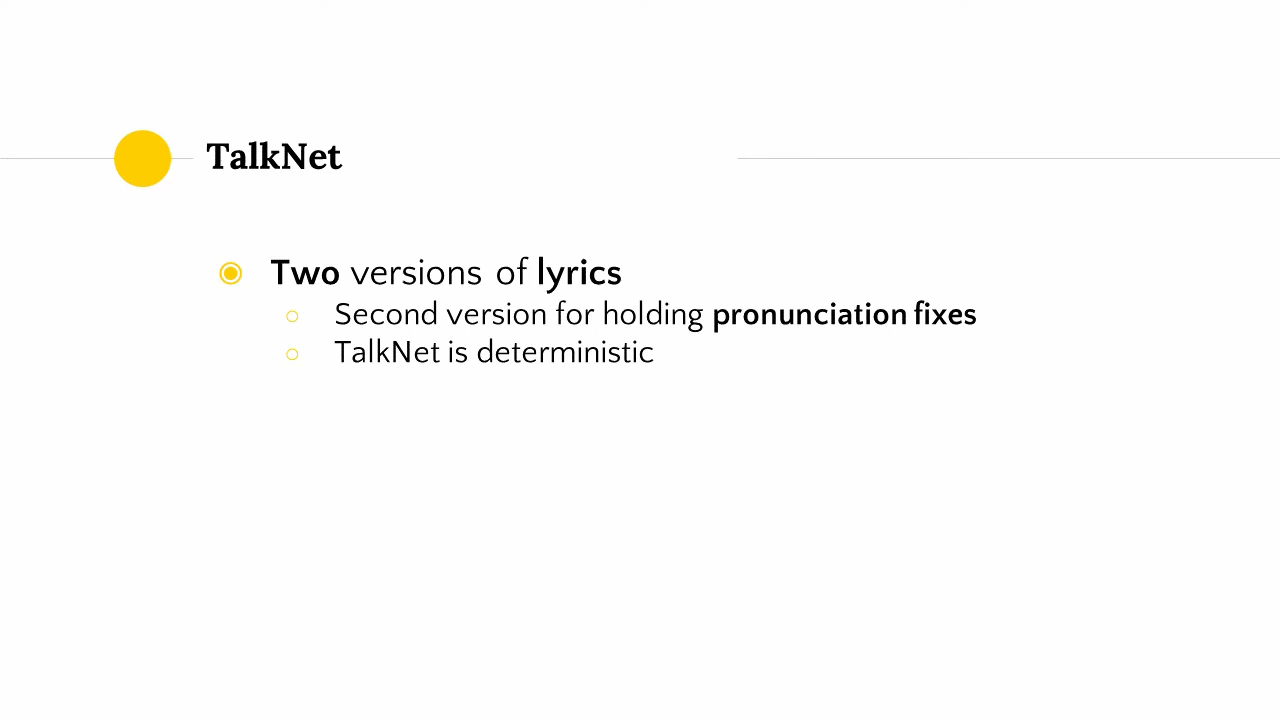 TalkNet
Two versions of lyrics
Second version for holding pronunciation fixes
TalkNet is deterministic